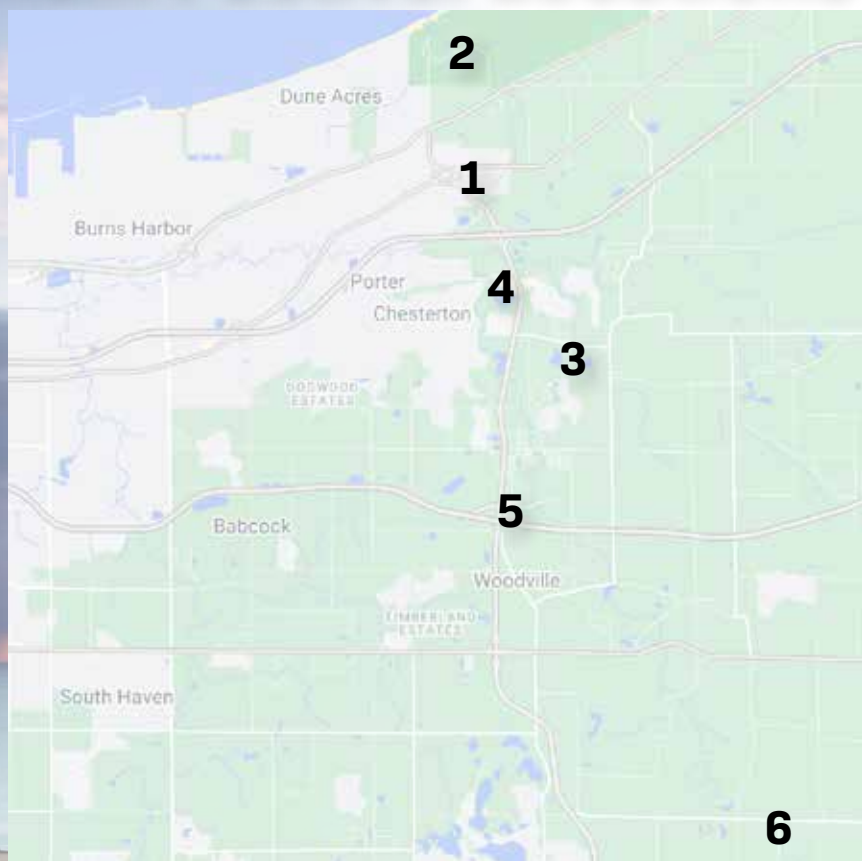 2
Dune Acres
1
Burns Harbor
Porter
4
Chesterton
3
DOGWOOD
ESTATES
5
Babcock
Woodville
TIMBERLAND
ESTATES
South Haven
6